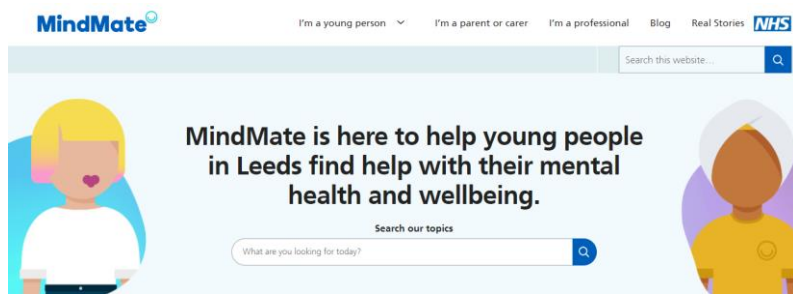 MindMate
I'm a young person
I'm a parent or carer
I'm a professional
Blog
Real Stories
NHS
Search this website...
MindMate is here to help young people
in Leeds find help with their mental
health and wellbeing.
Search our topics
What are you looking for today?